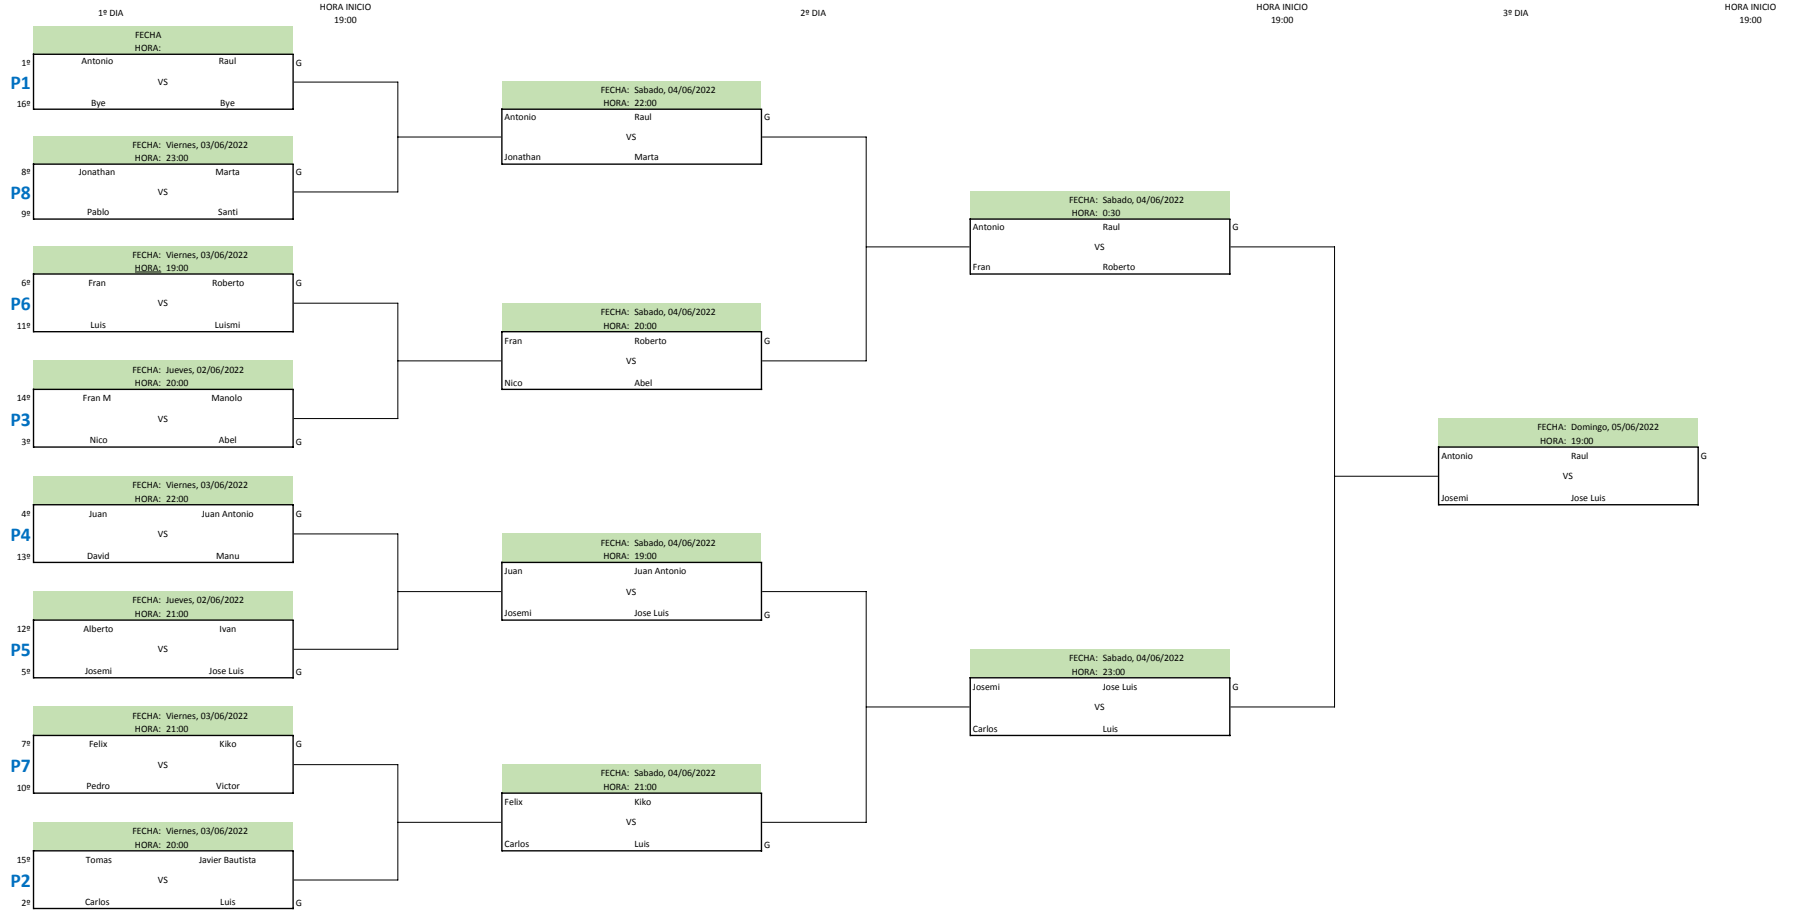 1º DIA
HORA INICIO
19:00
2º DIA
HORA INICIO
19:00
3º DIA
HORA INICIO
19:00
FECHA
HORA:
1º Antonio Raul G
P1 VS
16º Bye Bye
FECHA: Viernes, 03/06/2022
HORA: 23:00
8º Jonathan Marta G
P8 VS
9º Pablo Santi
FECHA: Viernes, 03/06/2022
HORA: 19:00
6º Fran Roberto G
P6 VS
11º Luis Luismi
FECHA: Jueves, 02/06/2022
HORA: 20:00
14º Fran M Manolo
P3 VS
3º Nico Abel G
FECHA: Viernes, 03/06/2022
HORA: 22:00
4º Juan Juan Antonio G
P4 VS
13º David Manu
FECHA: Jueves, 02/06/2022
HORA: 21:00
12º Alberto Ivan
P5 VS
5º Josemi Jose Luis G
FECHA: Viernes, 03/06/2022
HORA: 21:00
7º Felix Kiko G
P7 VS
10º Pedro Victor
FECHA: Viernes, 03/06/2022
HORA: 20:00
15º Tomas Javier Bautista
P2 VS
2º Carlos Luis G
FECHA: Sabado, 04/06/2022
HORA: 22:00
Antonio Raul G
VS
Jonathan Marta
FECHA: Sabado, 04/06/2022
HORA: 20:00
Fran Roberto G
VS
Nico Abel
FECHA: Sabado, 04/06/2022
HORA: 19:00
Juan Juan Antonio
VS
Josemi Jose Luis G
FECHA: Sabado, 04/06/2022
HORA: 21:00
Felix Kiko
VS
Carlos Luis G
FECHA: Sabado, 04/06/2022
HORA: 0:30
Antonio Raul G
VS
Fran Roberto
FECHA: Sabado, 04/06/2022
HORA: 23:00
Josemi Jose Luis G
VS
Carlos Luis
FECHA: Domingo, 05/06/2022
HORA: 19:00
Antonio Raul G
VS
Josemi Jose Luis